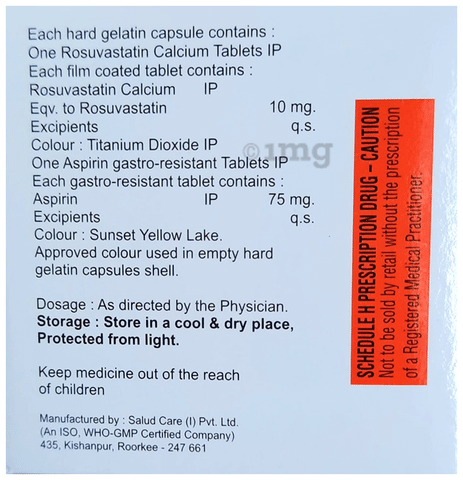 Each hard gelatin capsule contains :
One Rosuvastatin Calcium Tablets IP
Each film coated tablet contains :
Rosuvastatin Calcium IP
Eqv. to Rosuvastatin 10 mg.
Excipients q.s.
Colour : Titanium Dioxide IP
One Aspirin gastro-resistant Tablets IP
Each gastro-resistant tablet contains :
Aspirin IP 75 mg.
Excipients q.s.
Colour : Sunset Yellow Lake.
Approved colour used in empty hard
gelatin capsules shell.
Dosage : As directed by the Physician.
Storage : Store in a cool & dry place,
Protected from light.
Keep medicine out of the reach
of children
Manufactured by : Salud Care (I) Pvt. Ltd.
(An ISO, WHO-GMP Certified Company)
435, Kishanpur, Roorkee - 247 661
SCHEDULE H PRESCRIPTION DRUG – CAUTION
Not to be sold by retail without the prescription
of a Registered Medical Practitioner.
©1mg